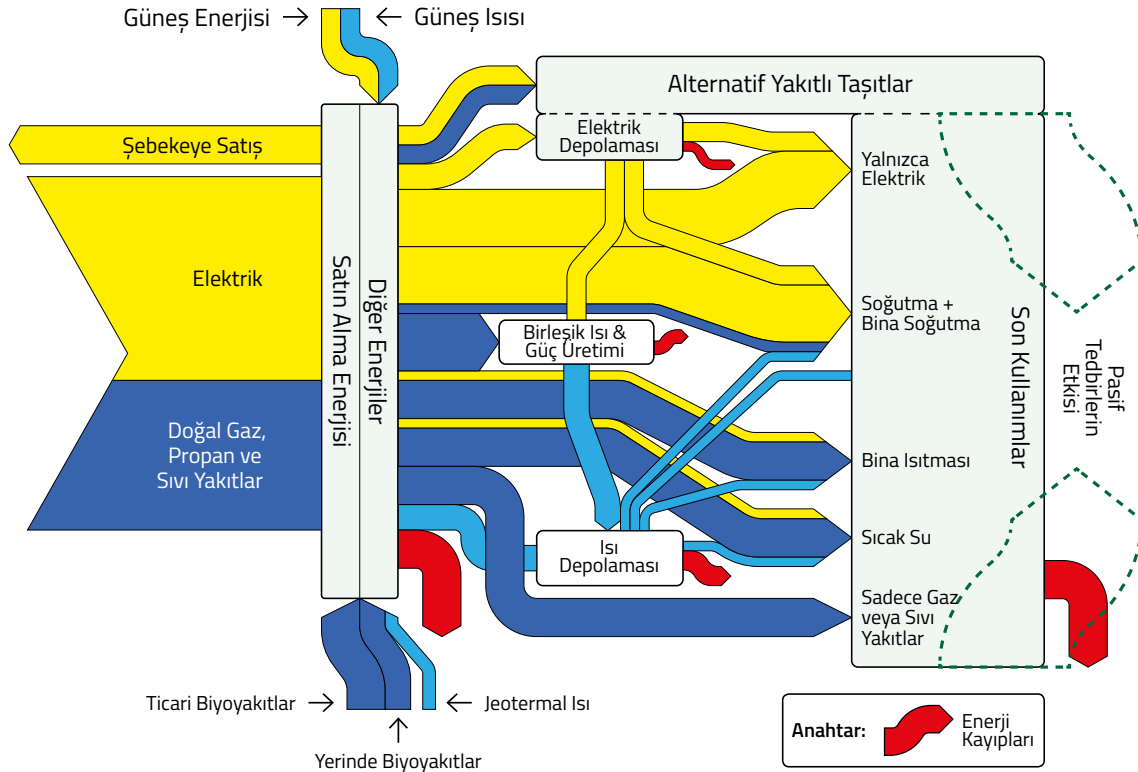 Güneş Enerjisi
Güneş Isısı
Alternatif Yakıtlı Taşıtlar
Şebekeye Satış
Elektrik
Depolaması
Yalnızca
Elektrik
Elektrik
Satın Alma Enerjisi
Diğer Enerjiler
Soğutma +
Bina Soğutma
Birleşik Isı &
Güç Üretimi
Son Kullanımlar
Pasif
Tedbirlerin
Etkisi
Doğal Gaz,
Propan ve
Sıvı Yakıtlar
Bina Isıtması
Isı
Depolaması
Sıcak Su
Sadece Gaz
veya Sıvı
Yakıtlar
Ticari Biyoyakıtlar
Jeotermal Isı
Yerinde Biyoyakıtlar
Anahtar:
Enerji
Kayıpları